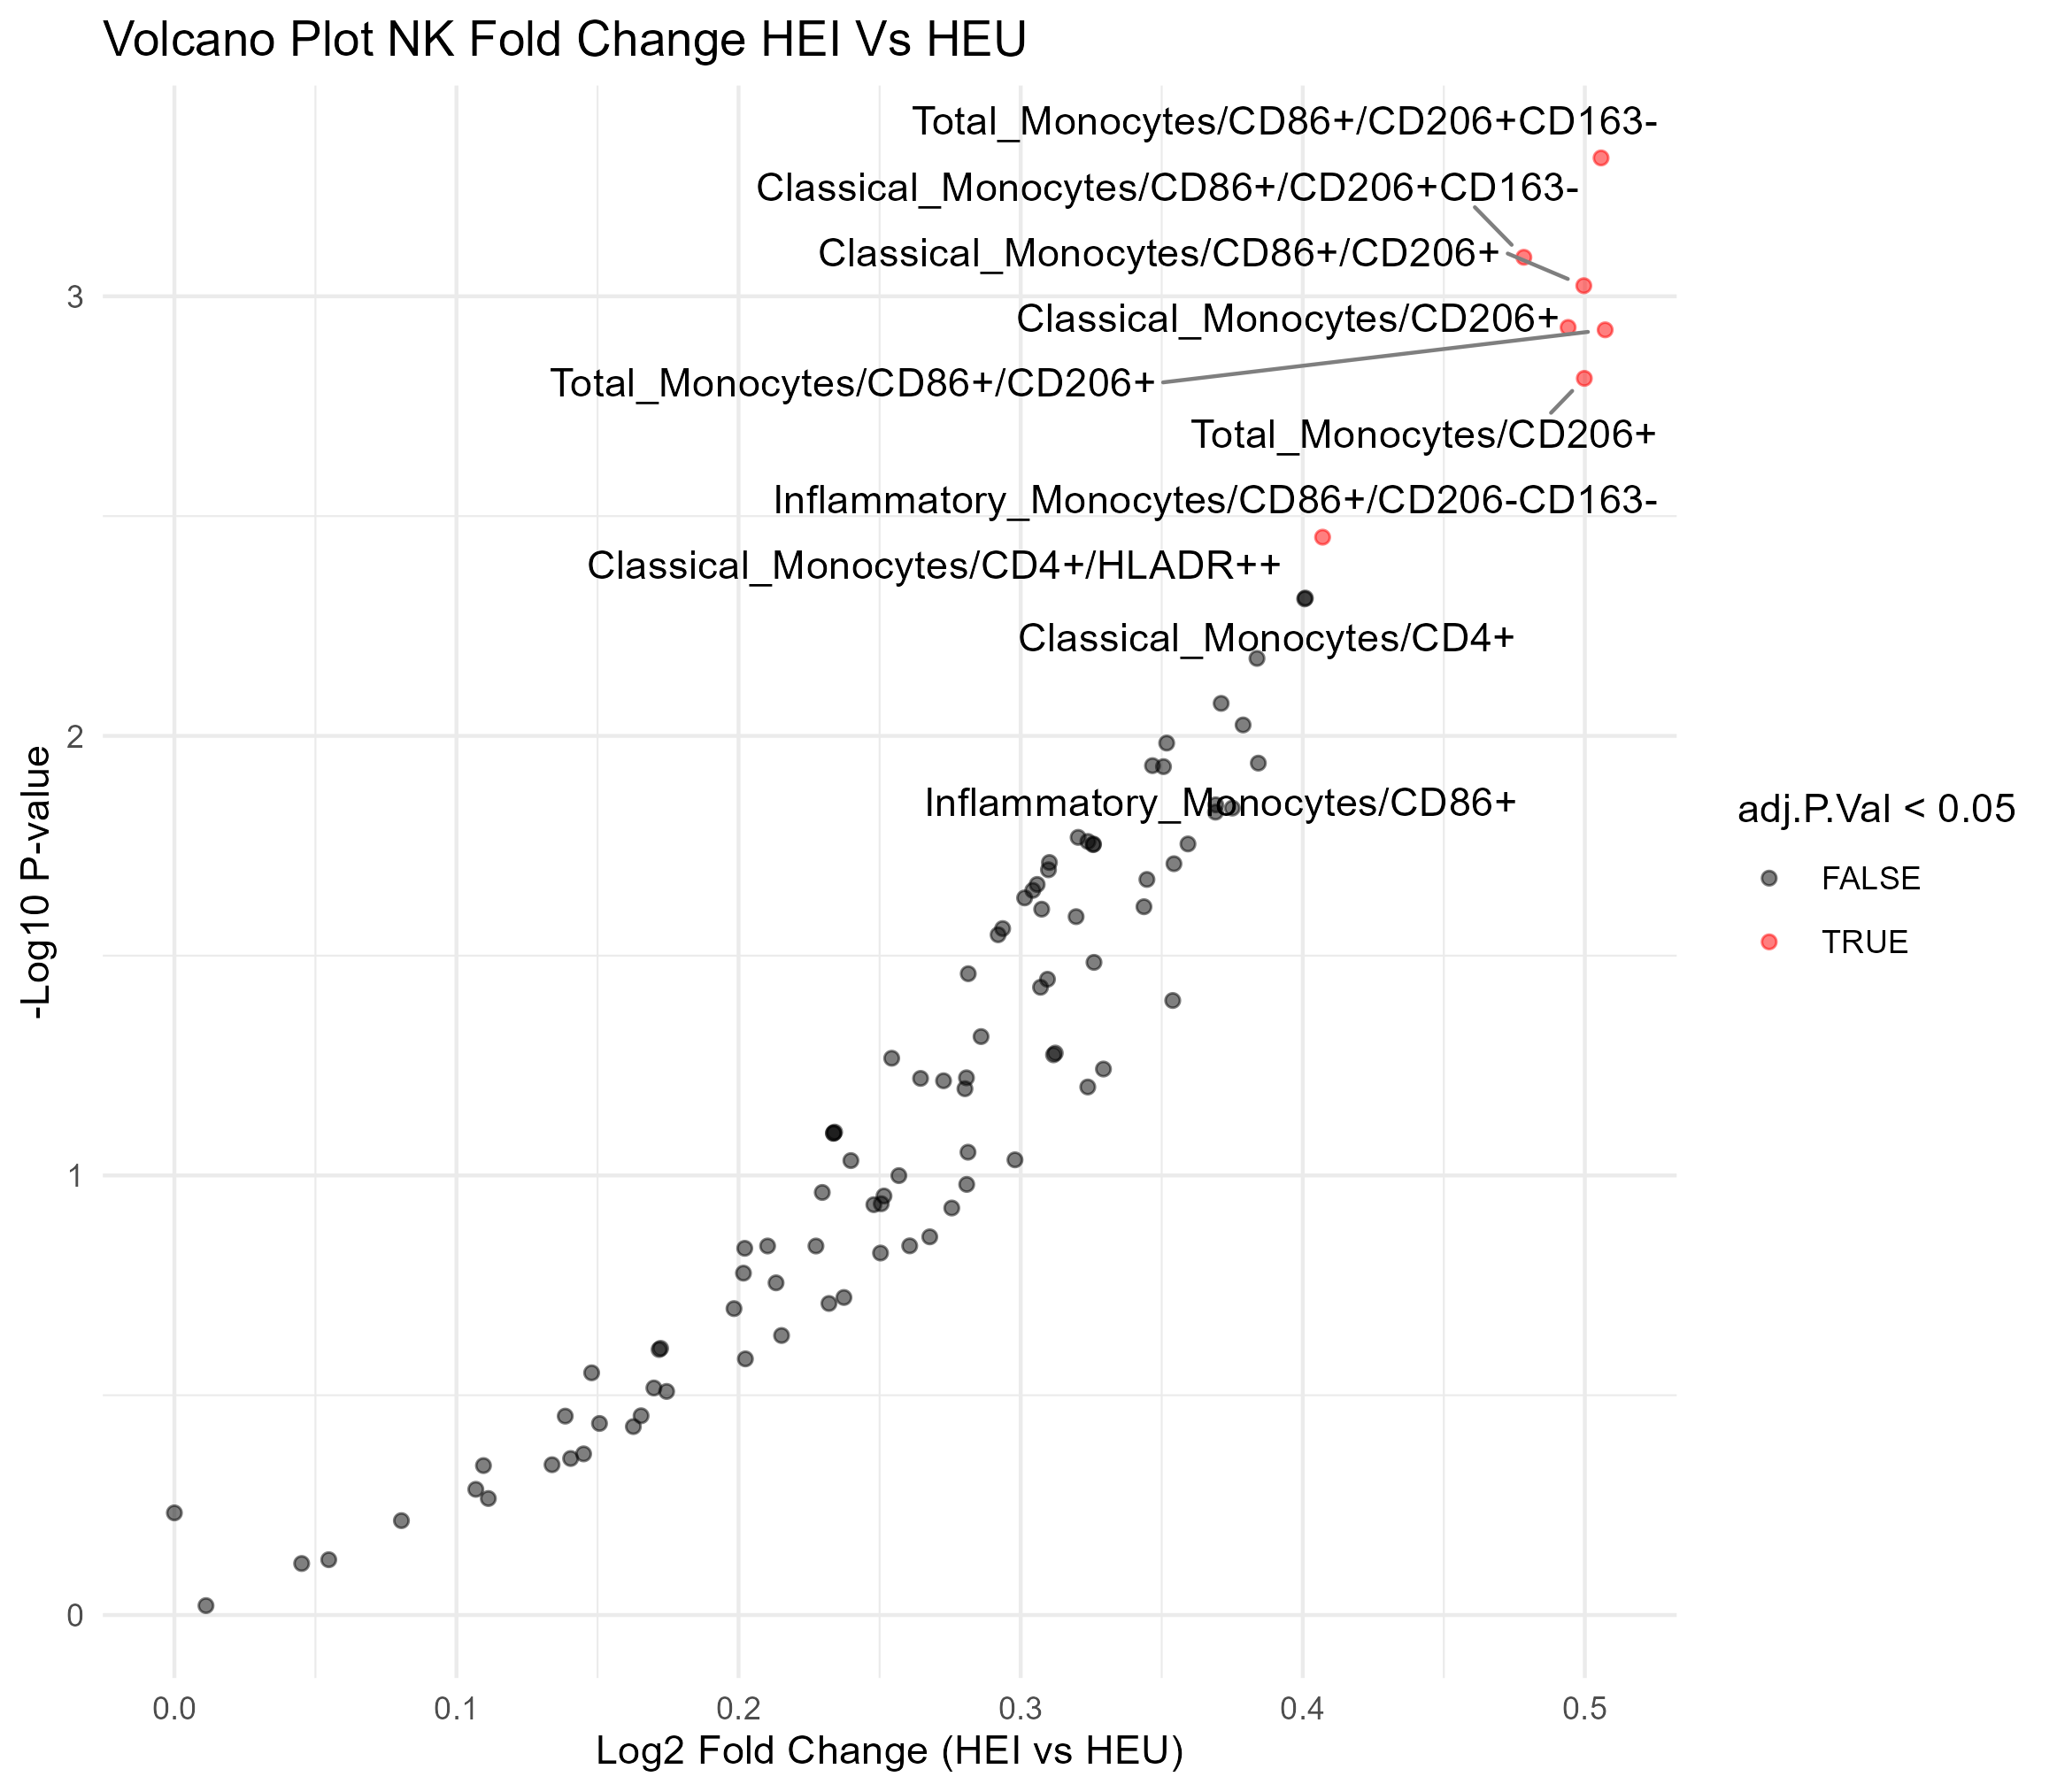 Volcano Plot NK Fold Change HEI Vs HEU
Total_Monocytes/CD86+/CD206+CD163-
Classical_Monocytes/CD86+/CD206+CD163-
Classical_Monocytes/CD86+/CD206+
Classical_Monocytes/CD206+
Total_Monocytes/CD86+/CD206+
Total_Monocytes/CD206+
Inflammatory_Monocytes/CD86+/CD206-CD163-
Classical_Monocytes/CD4+/HLADR++
Classical_Monocytes/CD4+
Inflammatory_Monocytes/CD86+
3
2
1
0
-Log10 P-value
0.0
0.1
0.2
0.3
0.4
0.5
Log2 Fold Change (HEI vs HEU)
adj.P.Val < 0.05
FALSE
TRUE